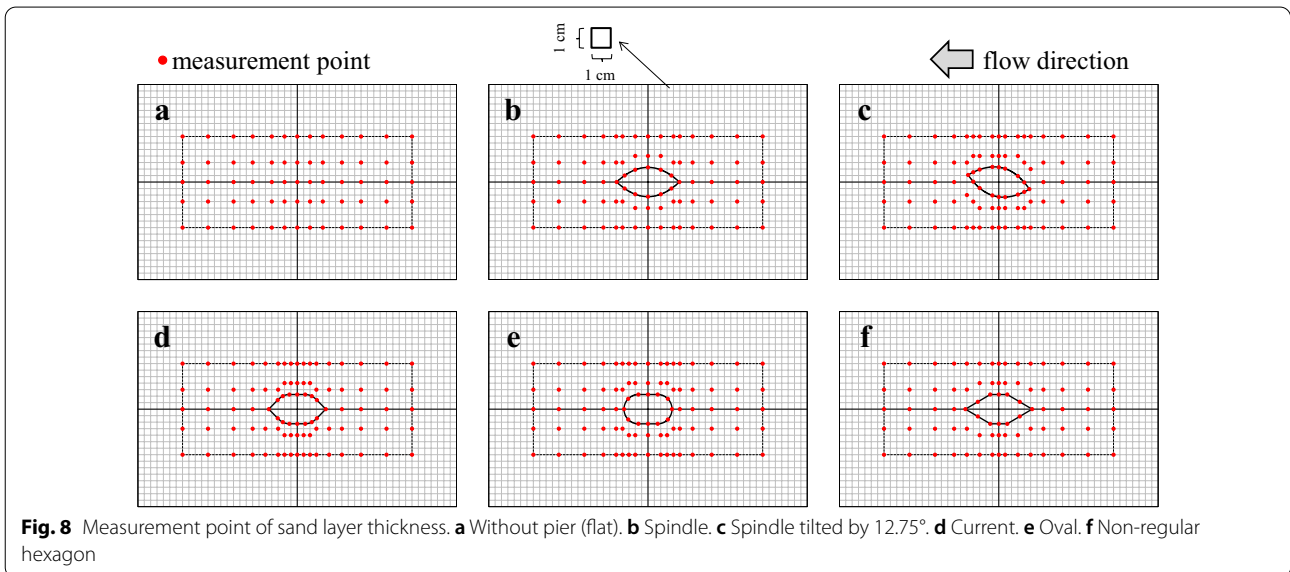 1 cm
1 cm
measurement point
flow direction
a
b
c
d
e
f
Fig. 8 Measurement point of sand layer thickness. a Without pier (flat). b Spindle. c Spindle tilted by 12.75°. d Current. e Oval. f Non-regular
hexagon